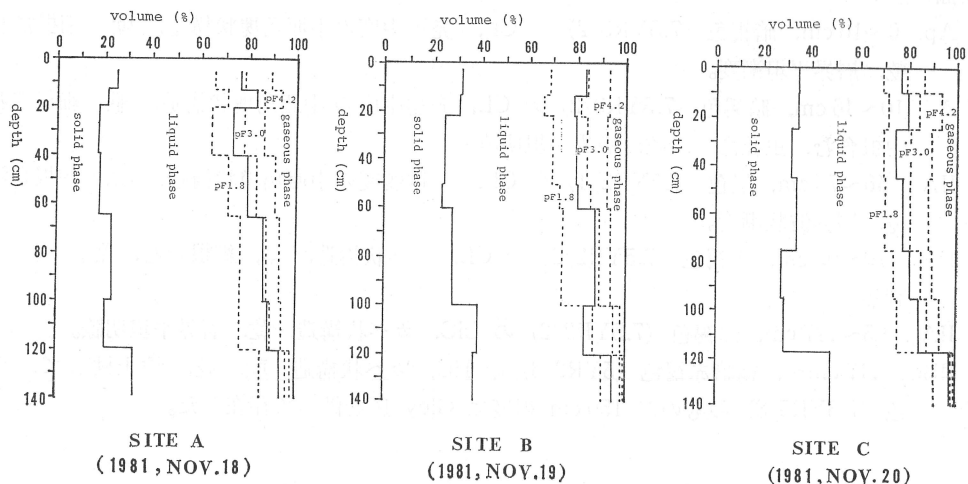 volume (%)
0 20 40 60 80 100
0
20
40
60
80
100
120
140
depth (cm)
solid phase
liquid phase
gaseous phase
pF4.2
pF3.0
pF1.8
SITE A
(1981, NOV.18)
volume (%)
0 20 40 60 80 100
0
20
40
60
80
100
120
140
depth (cm)
solid phase
liquid phase
gaseous phase
pF4.2
pF3.0
pF1.8
SITE B
(1981, NOV.19)
volume (%)
0 20 40 60 80 100
0
20
40
60
80
100
120
140
depth (cm)
solid phase
liquid phase
gaseous phase
pF4.2
pF3.0
pF1.8
SITE C
(1981, NOV.20)